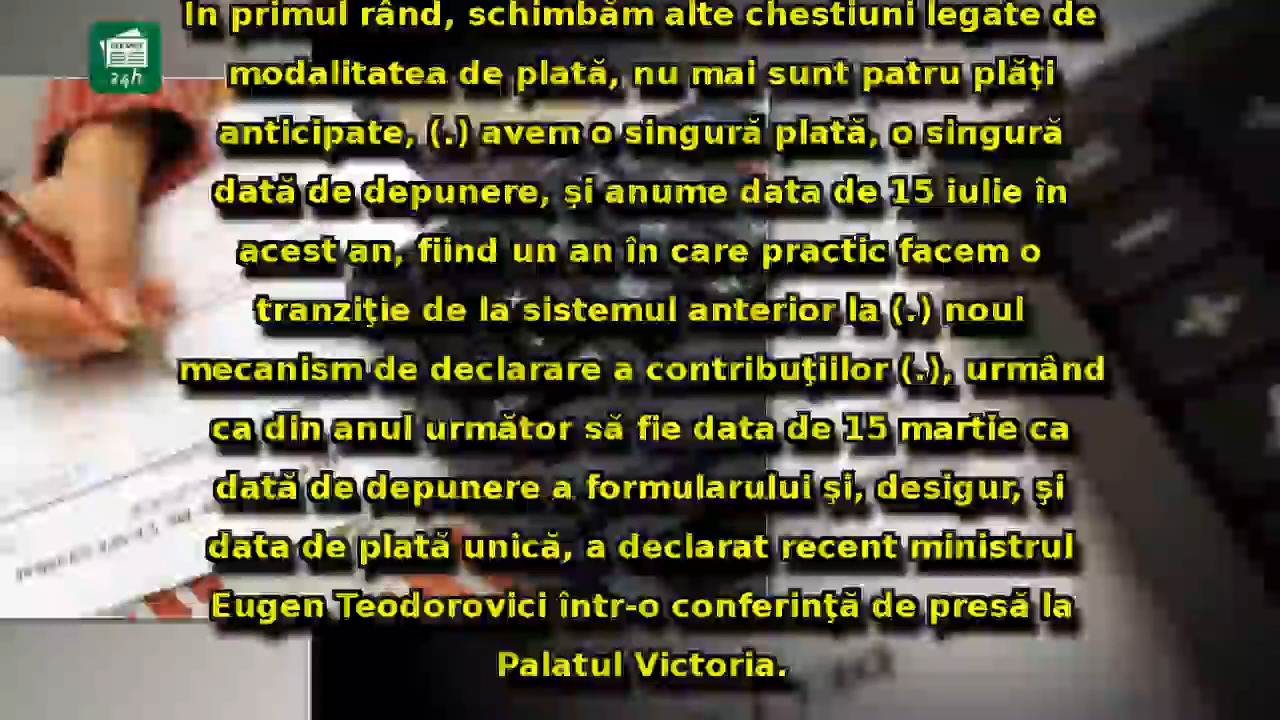 24h
In primul rând, schimbăm alte chestiuni legate de
modalitatea de plată, nu mai sunt patru plăţi
anticipate, (.) avem o singură plată, o singură
dată de depunere, şi anume data de 15 iulie în
acest an, fiind un an în care practic facem o
tranziţie de la sistemul anterior la (.) noul
mecanism de declarare a contribuţiilor (.), urmând
ca din anul următor să fie data de 15 martie ca
dată de depunere a formularului şi, desigur, şi
data de plată unică, a declarat recent ministrul
Eugen Teodorovici într-o conferinţă de presă la
Palatul Victoria.